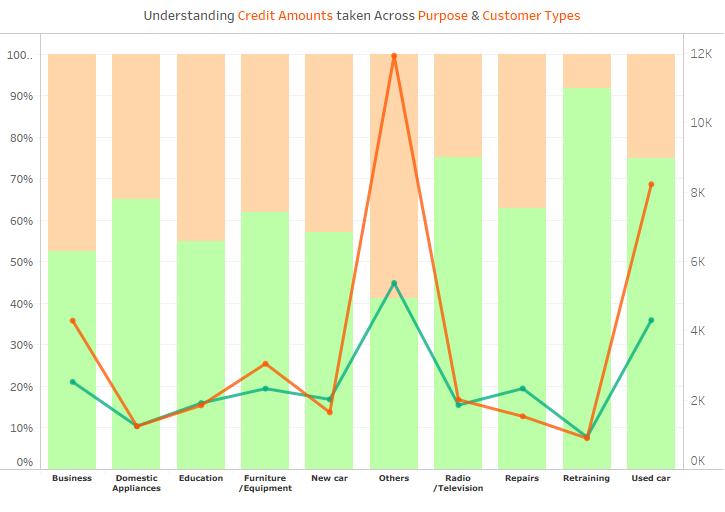 Understanding Credit Amounts taken Across Purpose & Customer Types
100..
90%
80%
70%
60%
50%
40%
30%
20%
10%
0%
12K
10K
8K
6K
4K
2K
0K
Business
Domestic
Appliances
Education
Furniture
/Equipment
New car
Others
Radio
/Television
Repairs
Retraining
Used car